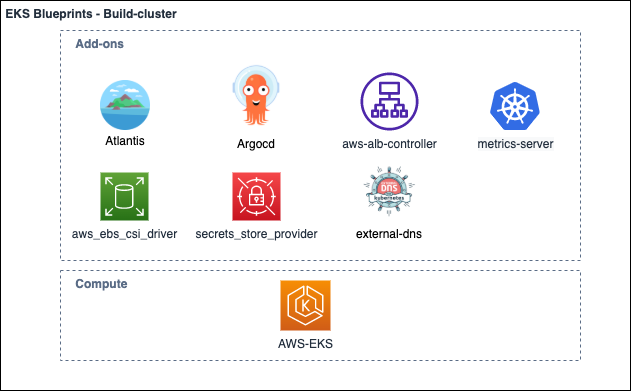 EKS Blueprints - Build-cluster
Add-ons
Atlantis
Argocd
aws-alb-controller
metrics-server
DNS
kubernetes
aws_ebs_csi_driver
secrets_store_provider
external-dns
Compute
K
AWS-EKS